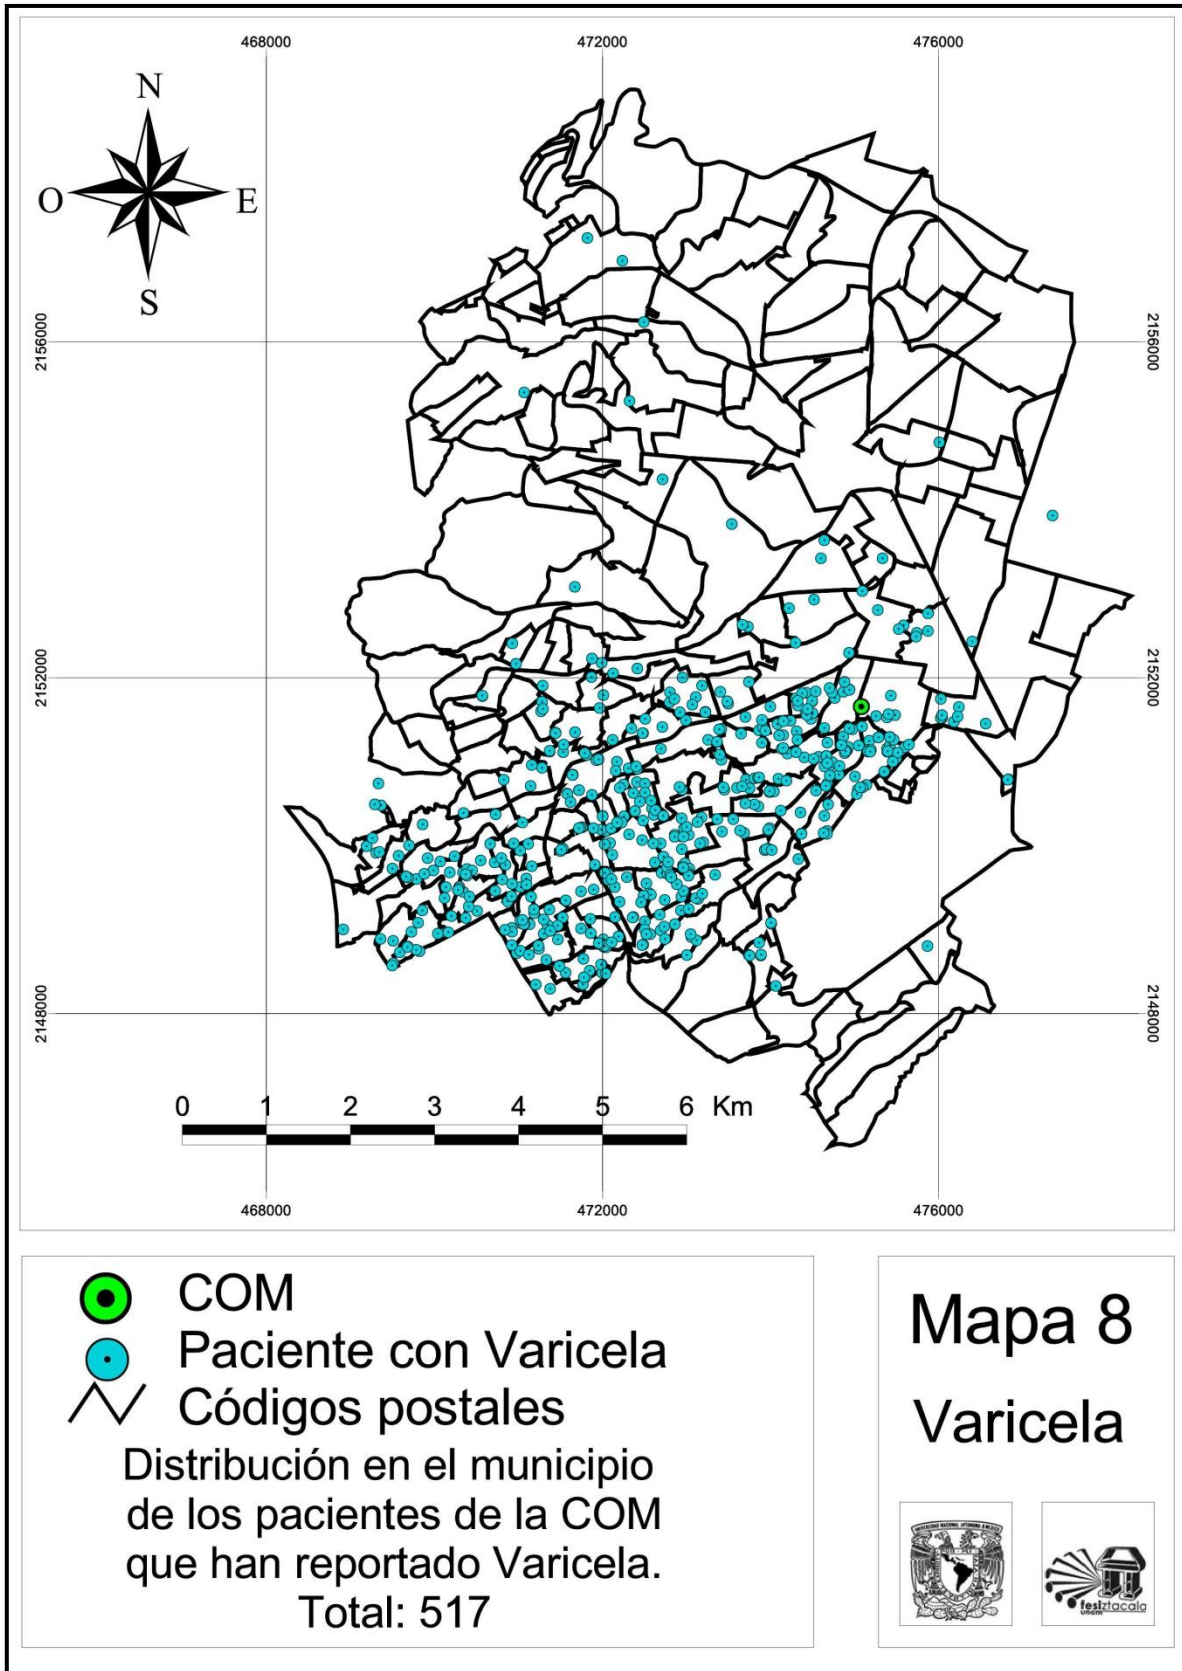 468000
472000
476000
N
O
E
S
2156000
2156000
2152000
2152000
2148000
2148000
0 1 2 3 4 5 6 Km
468000
472000
476000
COM
Paciente con Varicela
Códigos postales
Distribución en el municipio
de los pacientes de la COM
que han reportado Varicela.
Total: 517
Mapa 8
Varicela
fesiztacala
unam